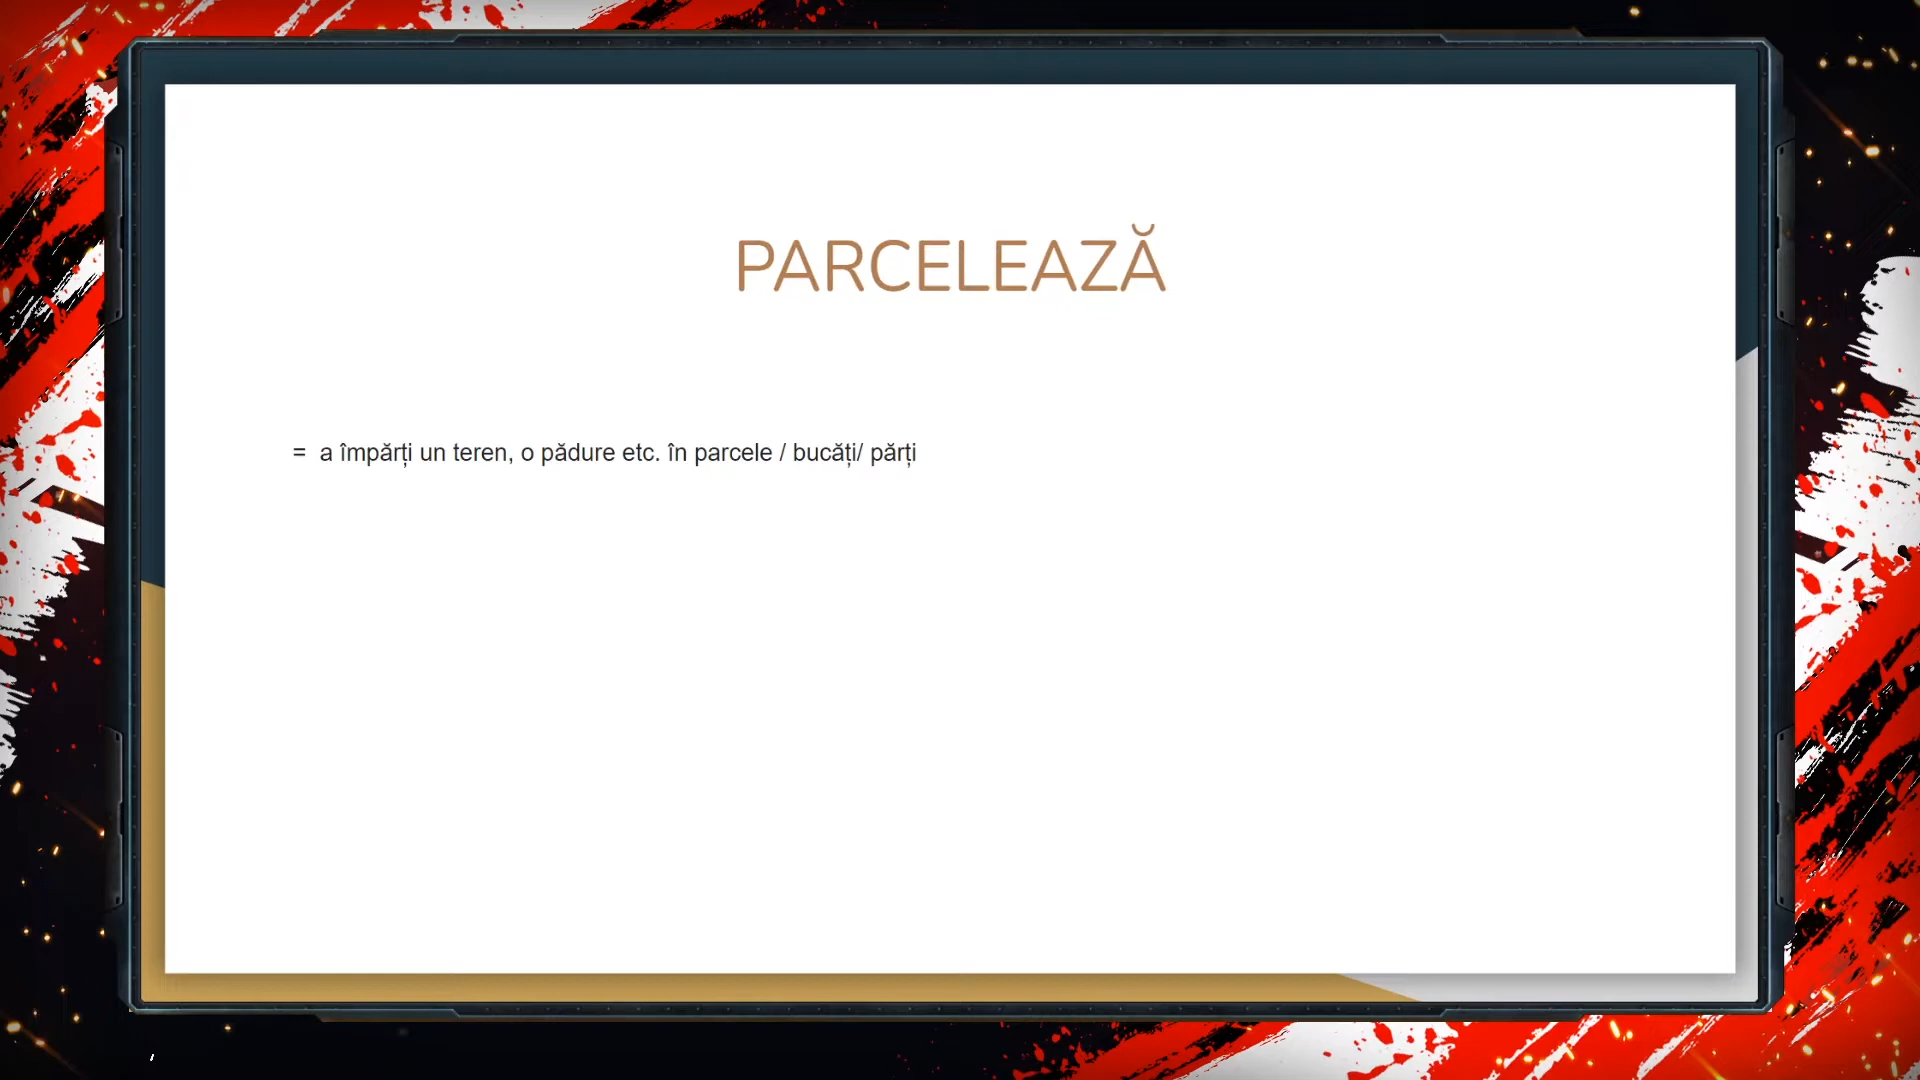 PARCELEAZĂ
= a împărți un teren, o pădure etc. în parcele / bucăți/ părți